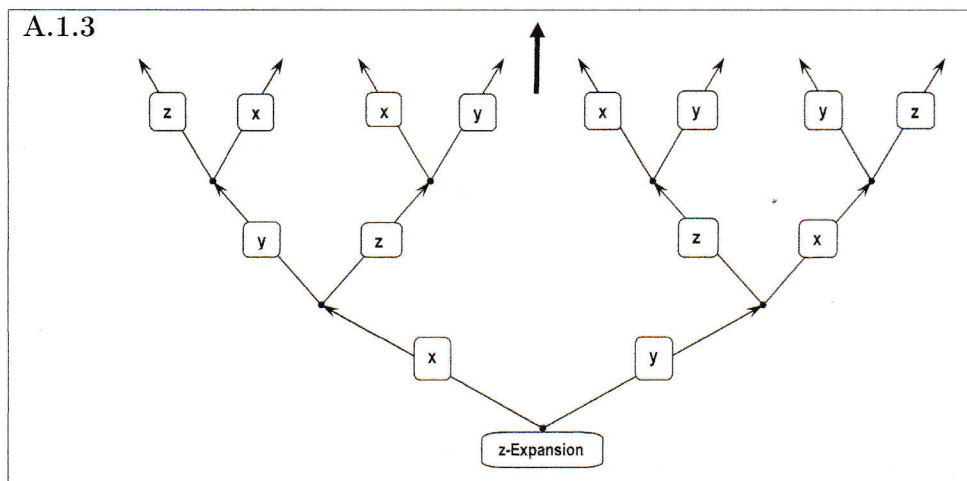 A.1.3
z x x y x y y z
y z z x
x y
z-Expansion